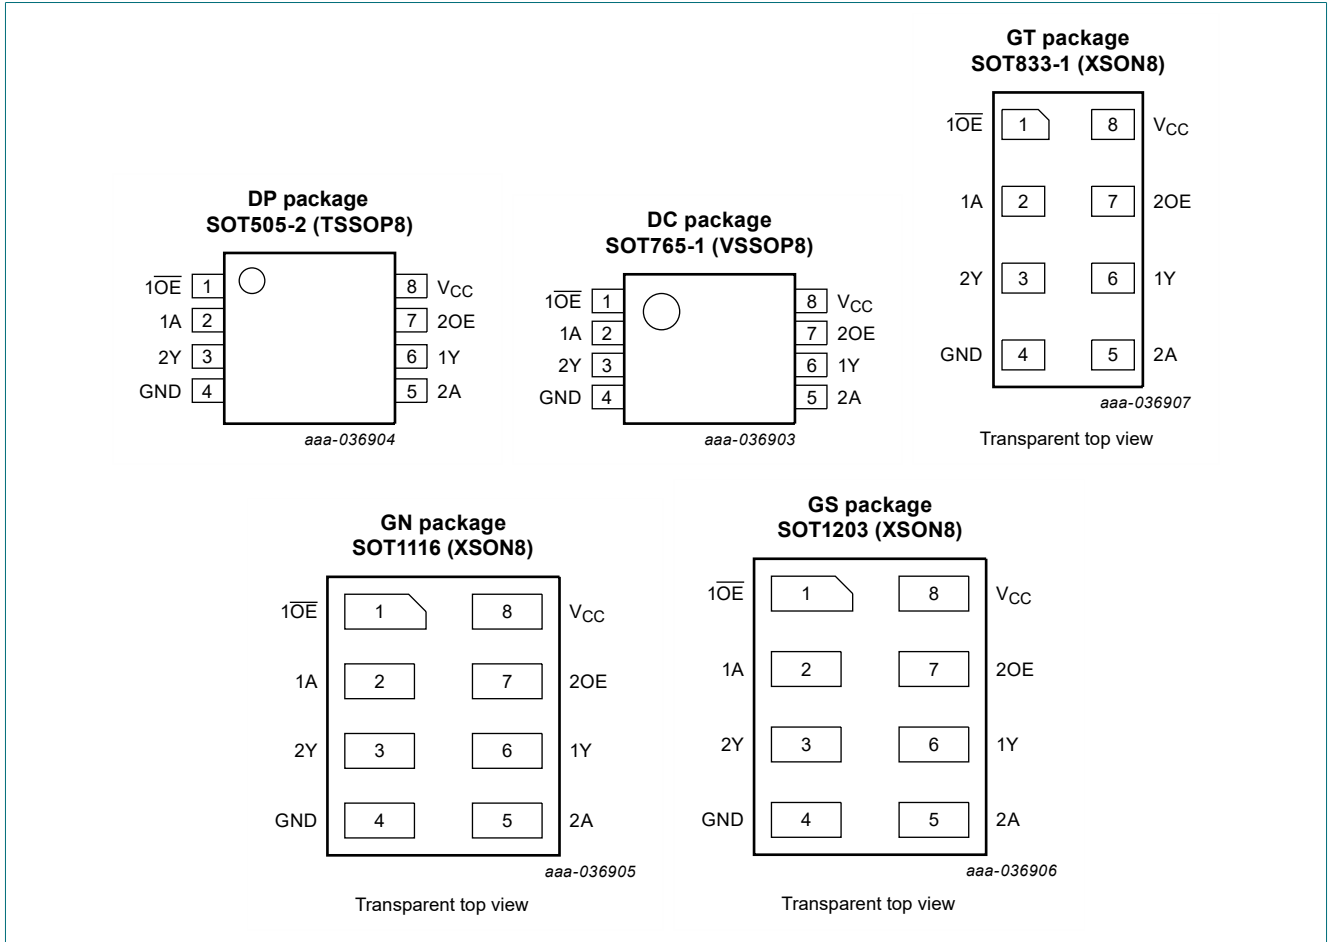 GT package
SOT833-1 (XSON8)
1O̅E̅ 1 8 VCC
1A 2 7 2OE
2Y 3 6 1Y
GND 4 5 2A
aaa-036907
Transparent top view
DP package
SOT505-2 (TSSOP8)
1O̅E̅ 1 8 VCC
1A 2 7 2OE
2Y 3 6 1Y
GND 4 5 2A
aaa-036904
DC package
SOT765-1 (VSSOP8)
1O̅E̅ 1 8 VCC
1A 2 7 2OE
2Y 3 6 1Y
GND 4 5 2A
aaa-036903
GN package
SOT1116 (XSON8)
1O̅E̅ 1 8 VCC
1A 2 7 2OE
2Y 3 6 1Y
GND 4 5 2A
aaa-036905
Transparent top view
GS package
SOT1203 (XSON8)
1O̅E̅ 1 8 VCC
1A 2 7 2OE
2Y 3 6 1Y
GND 4 5 2A
aaa-036906
Transparent top view